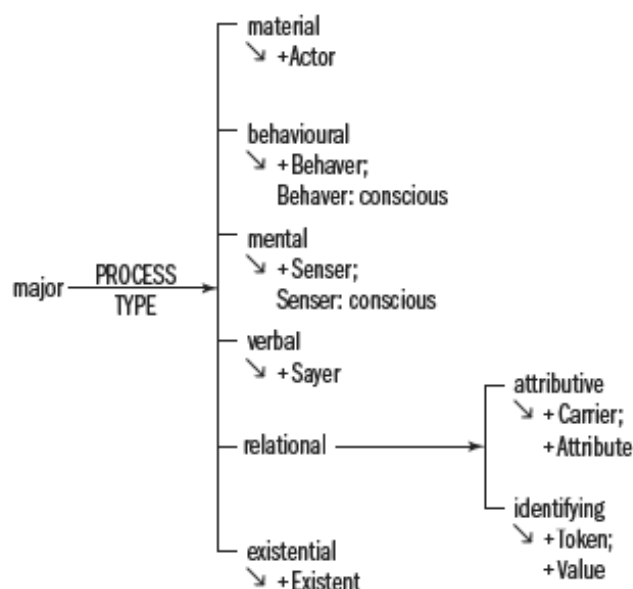 material
↘ +Actor
behavioural
↘ +Behaver;
Behaver: conscious
mental
↘ +Senser;
Senser: conscious
major
PROCESS
TYPE
verbal
↘ +Sayer
relational
attributive
↘ +Carrier;
+Attribute
identifying
↘ +Token;
+Value
existential
↘ +Existent